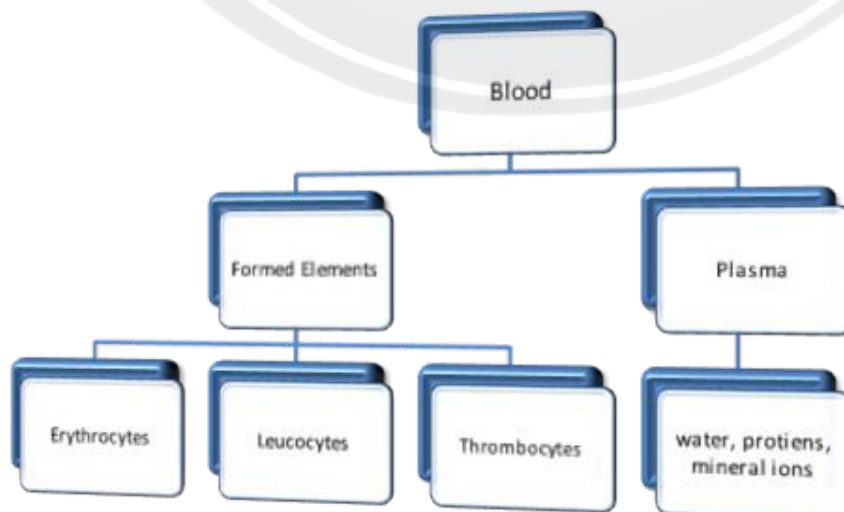 Blood
Formed Elements
Plasma
Erythrocytes
Leucocytes
Thrombocytes
water, protiens,
mineral ions